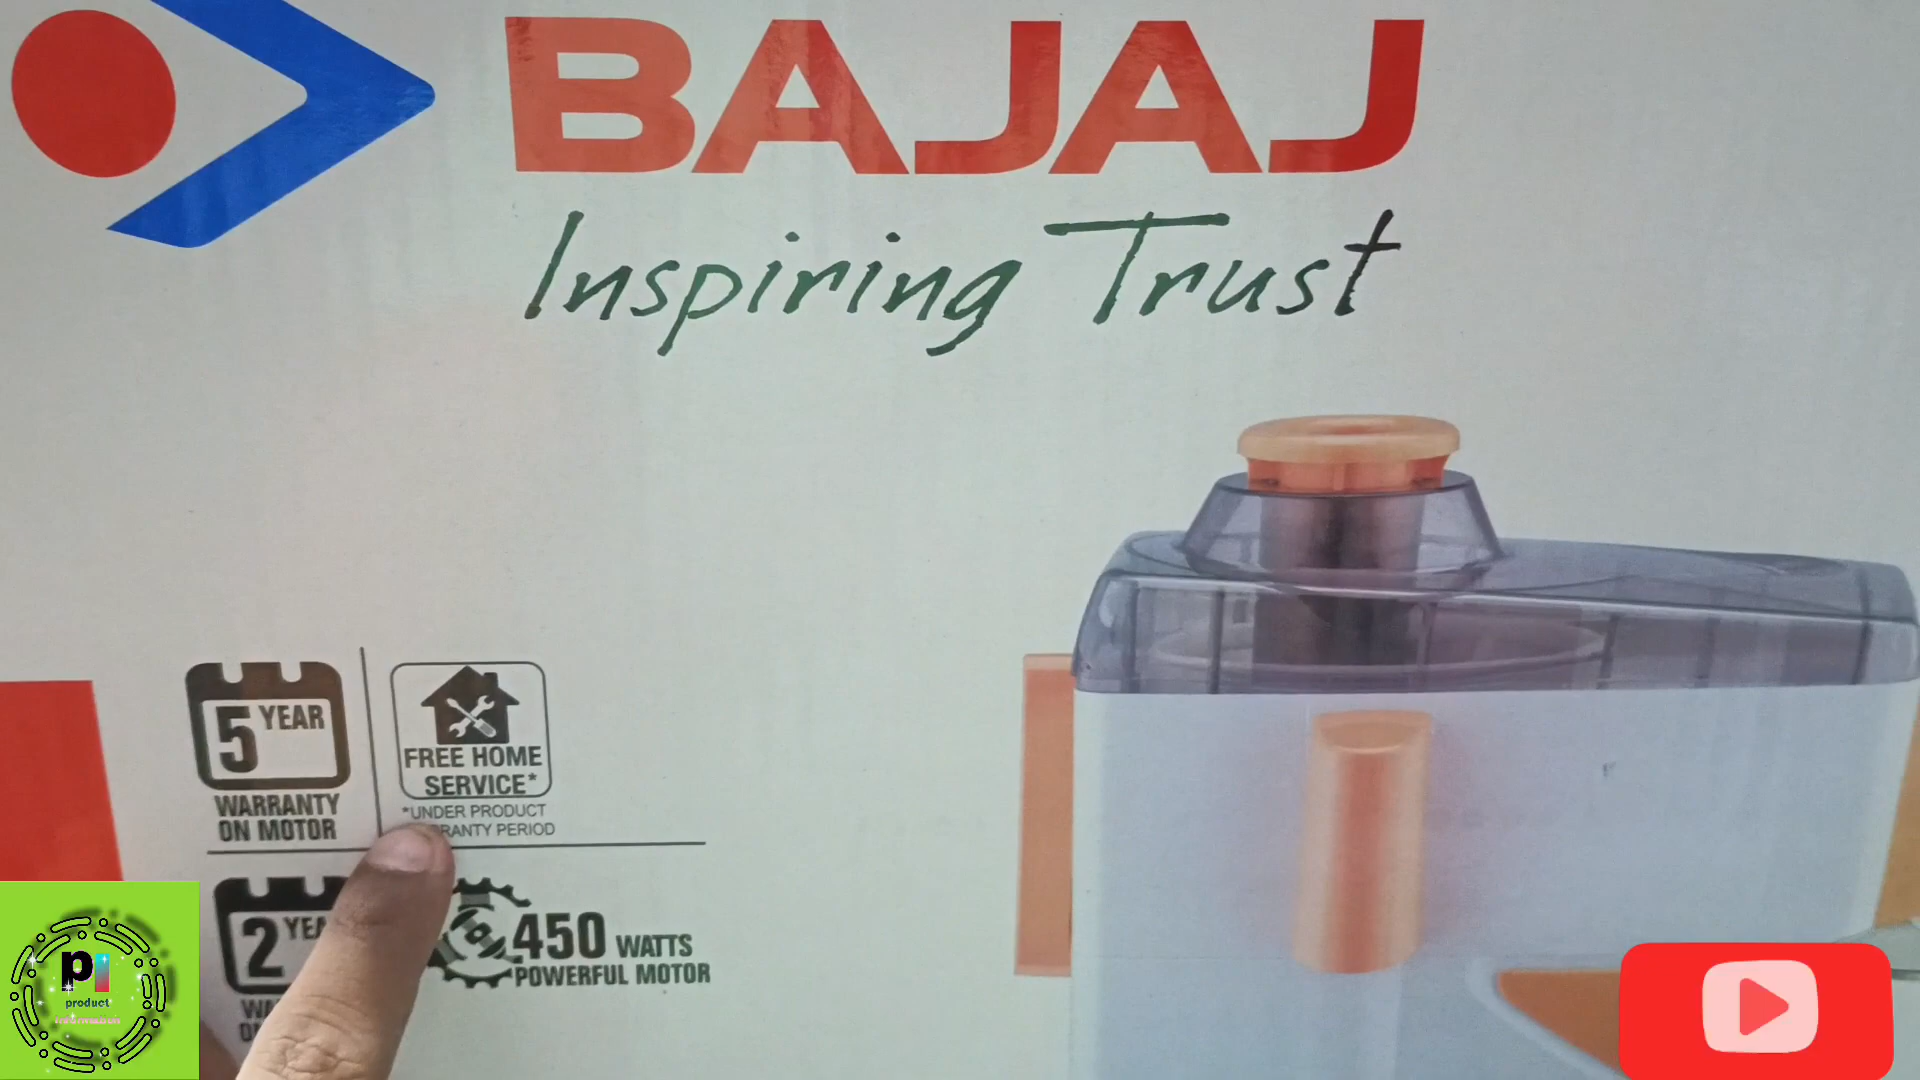 BAJAJ
Inspiring Trust
5 YEAR
WARRANTY
ON MOTOR
FREE HOME
SERVICE*
*UNDER PRODUCT
PERIOD
2
450 WATTS
POWERFUL MOTOR
pi
product